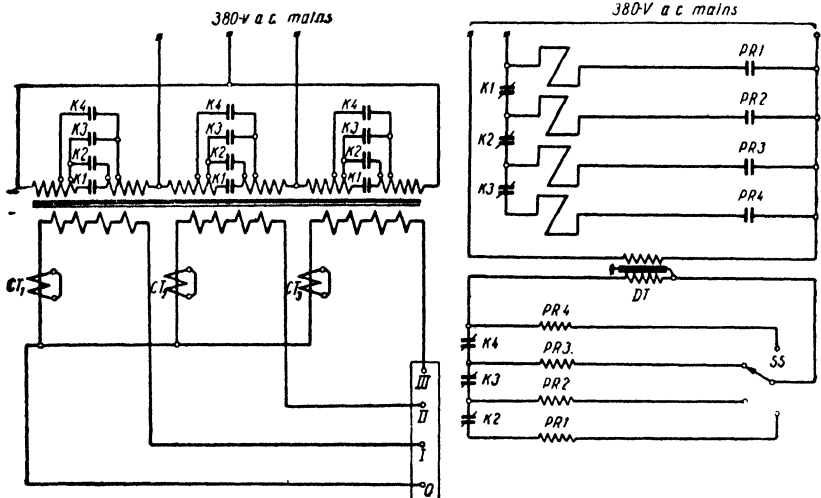 380-v a.c. mains
K4 K4 K4
K3 K3 K3
K2 K2 K2
K1 K1 K1
CT1 CT2 CT3
III
II
I
0
380-V a c mains
PR1
K1
PR2
K2
PR3
K3
PR4
DT
PR4
K4
PR3.
SS
K3
PR2
K2
PR1